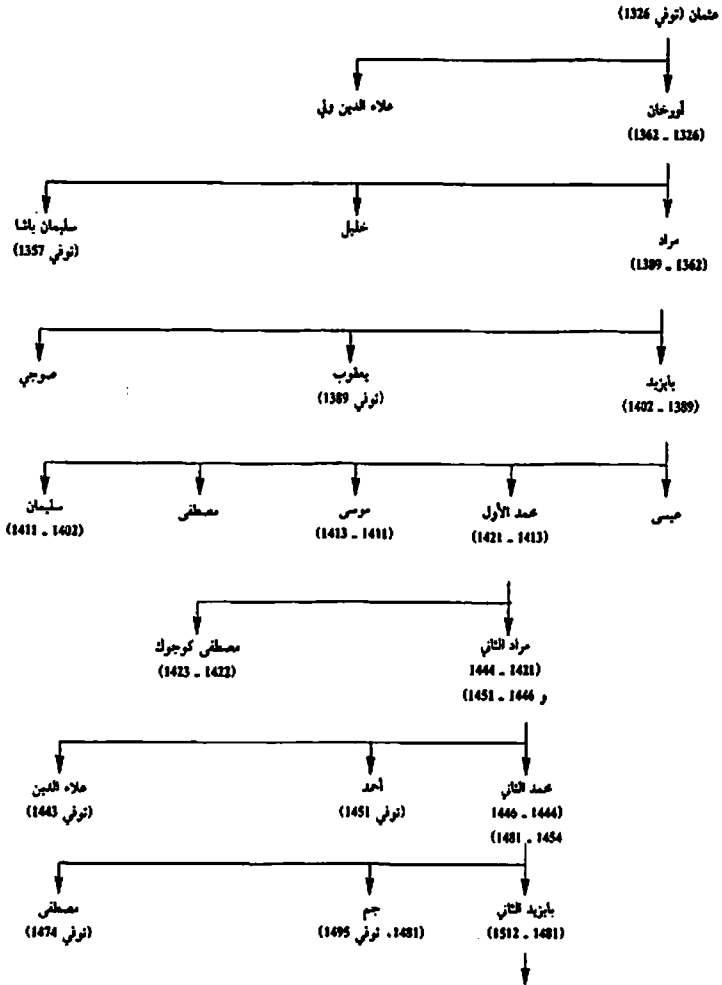 عثمان (توفي 1326)
أورخان
(1326 - 1362)
علاء الدين ولي
مراد
(1362 - 1389)
خليل
سليمان باشا
(توفي 1357)
بايزيد
(1389 - 1402)
يعقوب
(توفي 1389)
صوجي
عيسى
محمد الأول
(1413 - 1421)
موسى
(1411 - 1413)
مصطفى
سليمان
(1402 - 1411)
مراد الثاني
(1421 - 1444
و 1446 - 1451)
مصطفى كوجوك
(1422 - 1423)
محمد الثاني
(1444 - 1446
1454 - 1481)
أحمد
(توفي 1451)
علاء الدين
(توفي 1443)
بايزيد الثاني
(1481 - 1512)
جم
(1481، توفي 1495)
مصطفى
(توفي 1474)